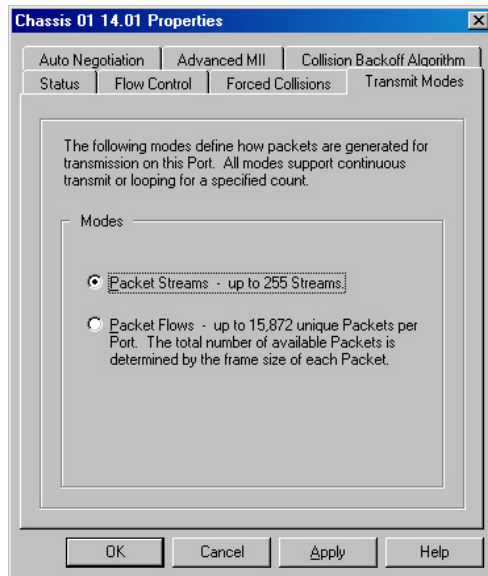 Chassis 01 14.01 Properties
Auto Negotiation
Advanced MII
Collision Backoff Algorithm
Status
Flow Control
Forced Collisions
Transmit Modes
The following modes define how packets are generated for
transmission on this Port. All modes support continuous
transmit or looping for a specified count.
Modes
Packet Streams - up to 255 Streams.
Packet Flows - up to 15,872 unique Packets per
Port. The total number of available Packets is
determined by the frame size of each Packet.
OK
Cancel
Apply
Help